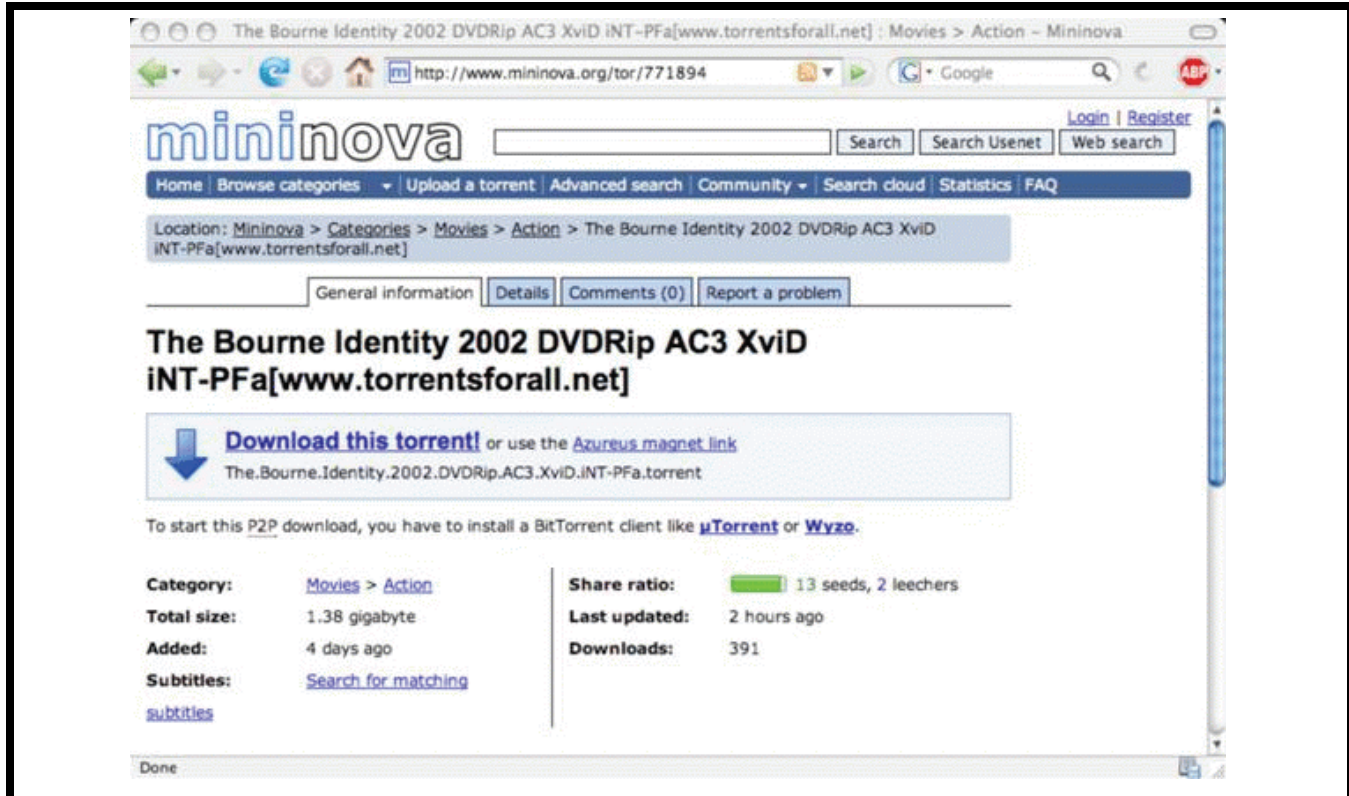 The Bourne Identity 2002 DVDRip AC3 XviD iNT-PFa[www.torrentsforall.net] : Movies > Action – Mininova
m http://www.mininova.org/tor/771894 G Google ABP
Login | Register
mininova Search Search Usenet Web search
Home Browse categories Upload a torrent Advanced search Community Search cloud Statistics FAQ
Location: Mininova > Categories > Movies > Action > The Bourne Identity 2002 DVDRip AC3 XviD
iNT-PFa[www.torrentsforall.net]
General information Details Comments (0) Report a problem
The Bourne Identity 2002 DVDRip AC3 XviD
iNT-PFa[www.torrentsforall.net]
Download this torrent! or use the Azureus magnet link
The.Bourne.Identity.2002.DVDRip.AC3.XviD.iNT-PFa.torrent
To start this P2P download, you have to install a BitTorrent client like µTorrent or Wyzo.
Category: Movies > Action Share ratio: 13 seeds, 2 leechers
Total size: 1.38 gigabyte Last updated: 2 hours ago
Added: 4 days ago Downloads: 391
Subtitles: Search for matching
subtitles
Done